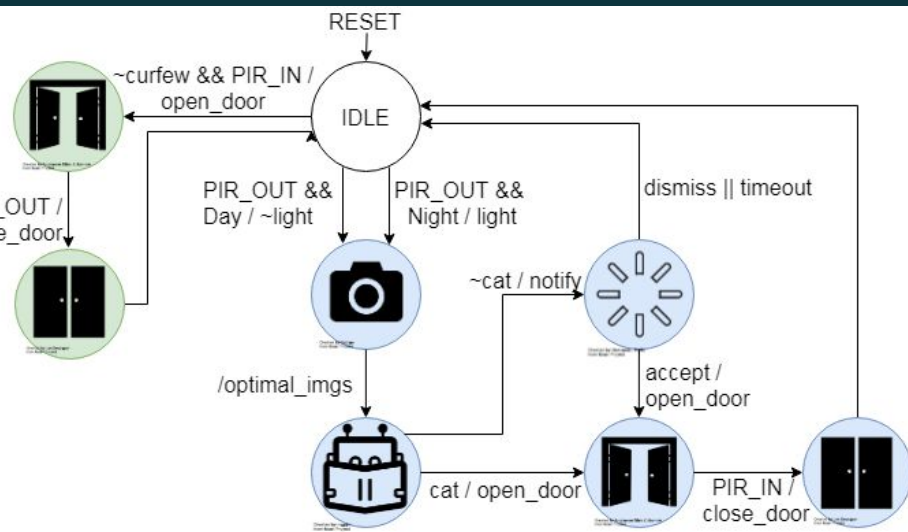 RESET
~curfew && PIR_IN /
open_door
IDLE
_OUT /
e_door
PIR_OUT &&
Day / ~light
PIR_OUT &&
Night / light
dismiss || timeout
~cat / notify
/optimal_imgs
accept /
open_door
cat / open_door
PIR_IN /
close_door